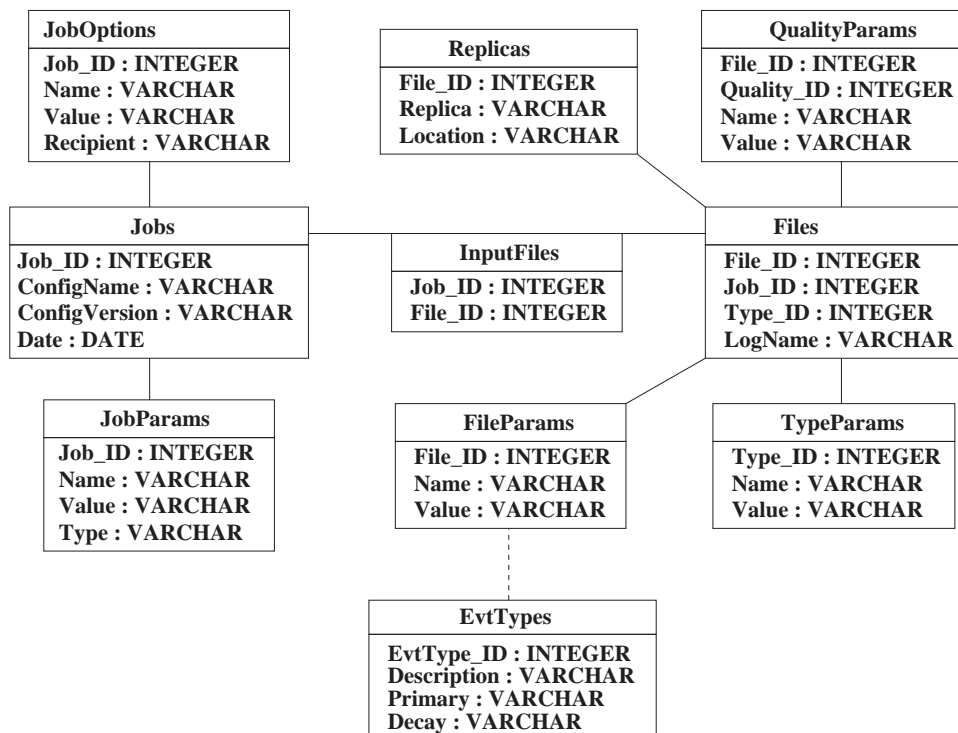 JobOptions
Job_ID : INTEGER
Name : VARCHAR
Value : VARCHAR
Recipient : VARCHAR
Replicas
File_ID : INTEGER
Replica : VARCHAR
Location : VARCHAR
QualityParams
File_ID : INTEGER
Quality_ID : INTEGER
Name : VARCHAR
Value : VARCHAR
Jobs
Job_ID : INTEGER
ConfigName : VARCHAR
ConfigVersion : VARCHAR
Date : DATE
InputFiles
Job_ID : INTEGER
File_ID : INTEGER
Files
File_ID : INTEGER
Job_ID : INTEGER
Type_ID : INTEGER
LogName : VARCHAR
JobParams
Job_ID : INTEGER
Name : VARCHAR
Value : VARCHAR
Type : VARCHAR
FileParams
File_ID : INTEGER
Name : VARCHAR
Value : VARCHAR
TypeParams
Type_ID : INTEGER
Name : VARCHAR
Value : VARCHAR
EvtTypes
EvtType_ID : INTEGER
Description : VARCHAR
Primary : VARCHAR
Decay : VARCHAR